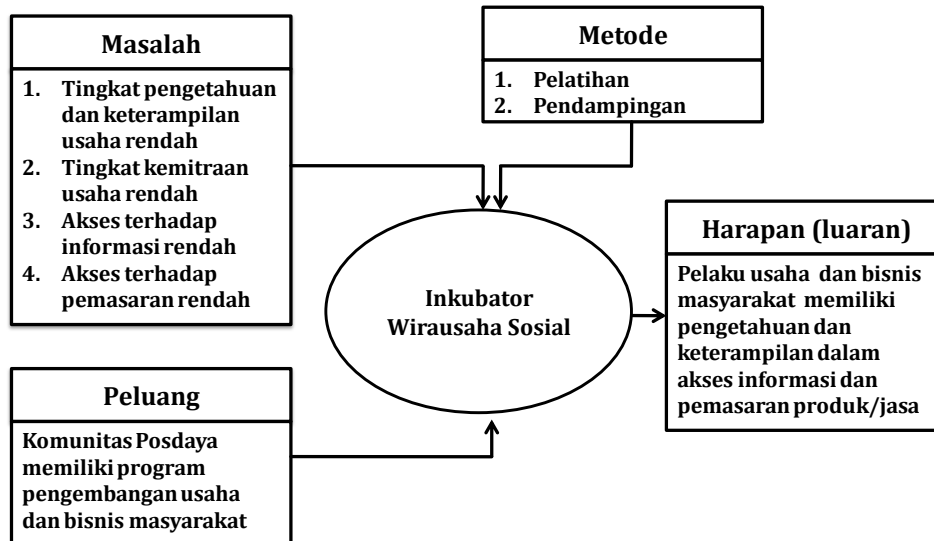 Masalah
1. Tingkat pengetahuan
dan keterampilan
usaha rendah
2. Tingkat kemitraan
usaha rendah
3. Akses terhadap
informasi rendah
4. Akses terhadap
pemasaran rendah
Metode
1. Pelatihan
2. Pendampingan
Inkubator
Wirausaha Sosial
Harapan (luaran)
Pelaku usaha dan bisnis
masyarakat memiliki
pengetahuan dan
keterampilan dalam
akses informasi dan
pemasaran produk/jasa
Peluang
Komunitas Posdaya
memiliki program
pengembangan usaha
dan bisnis masyarakat